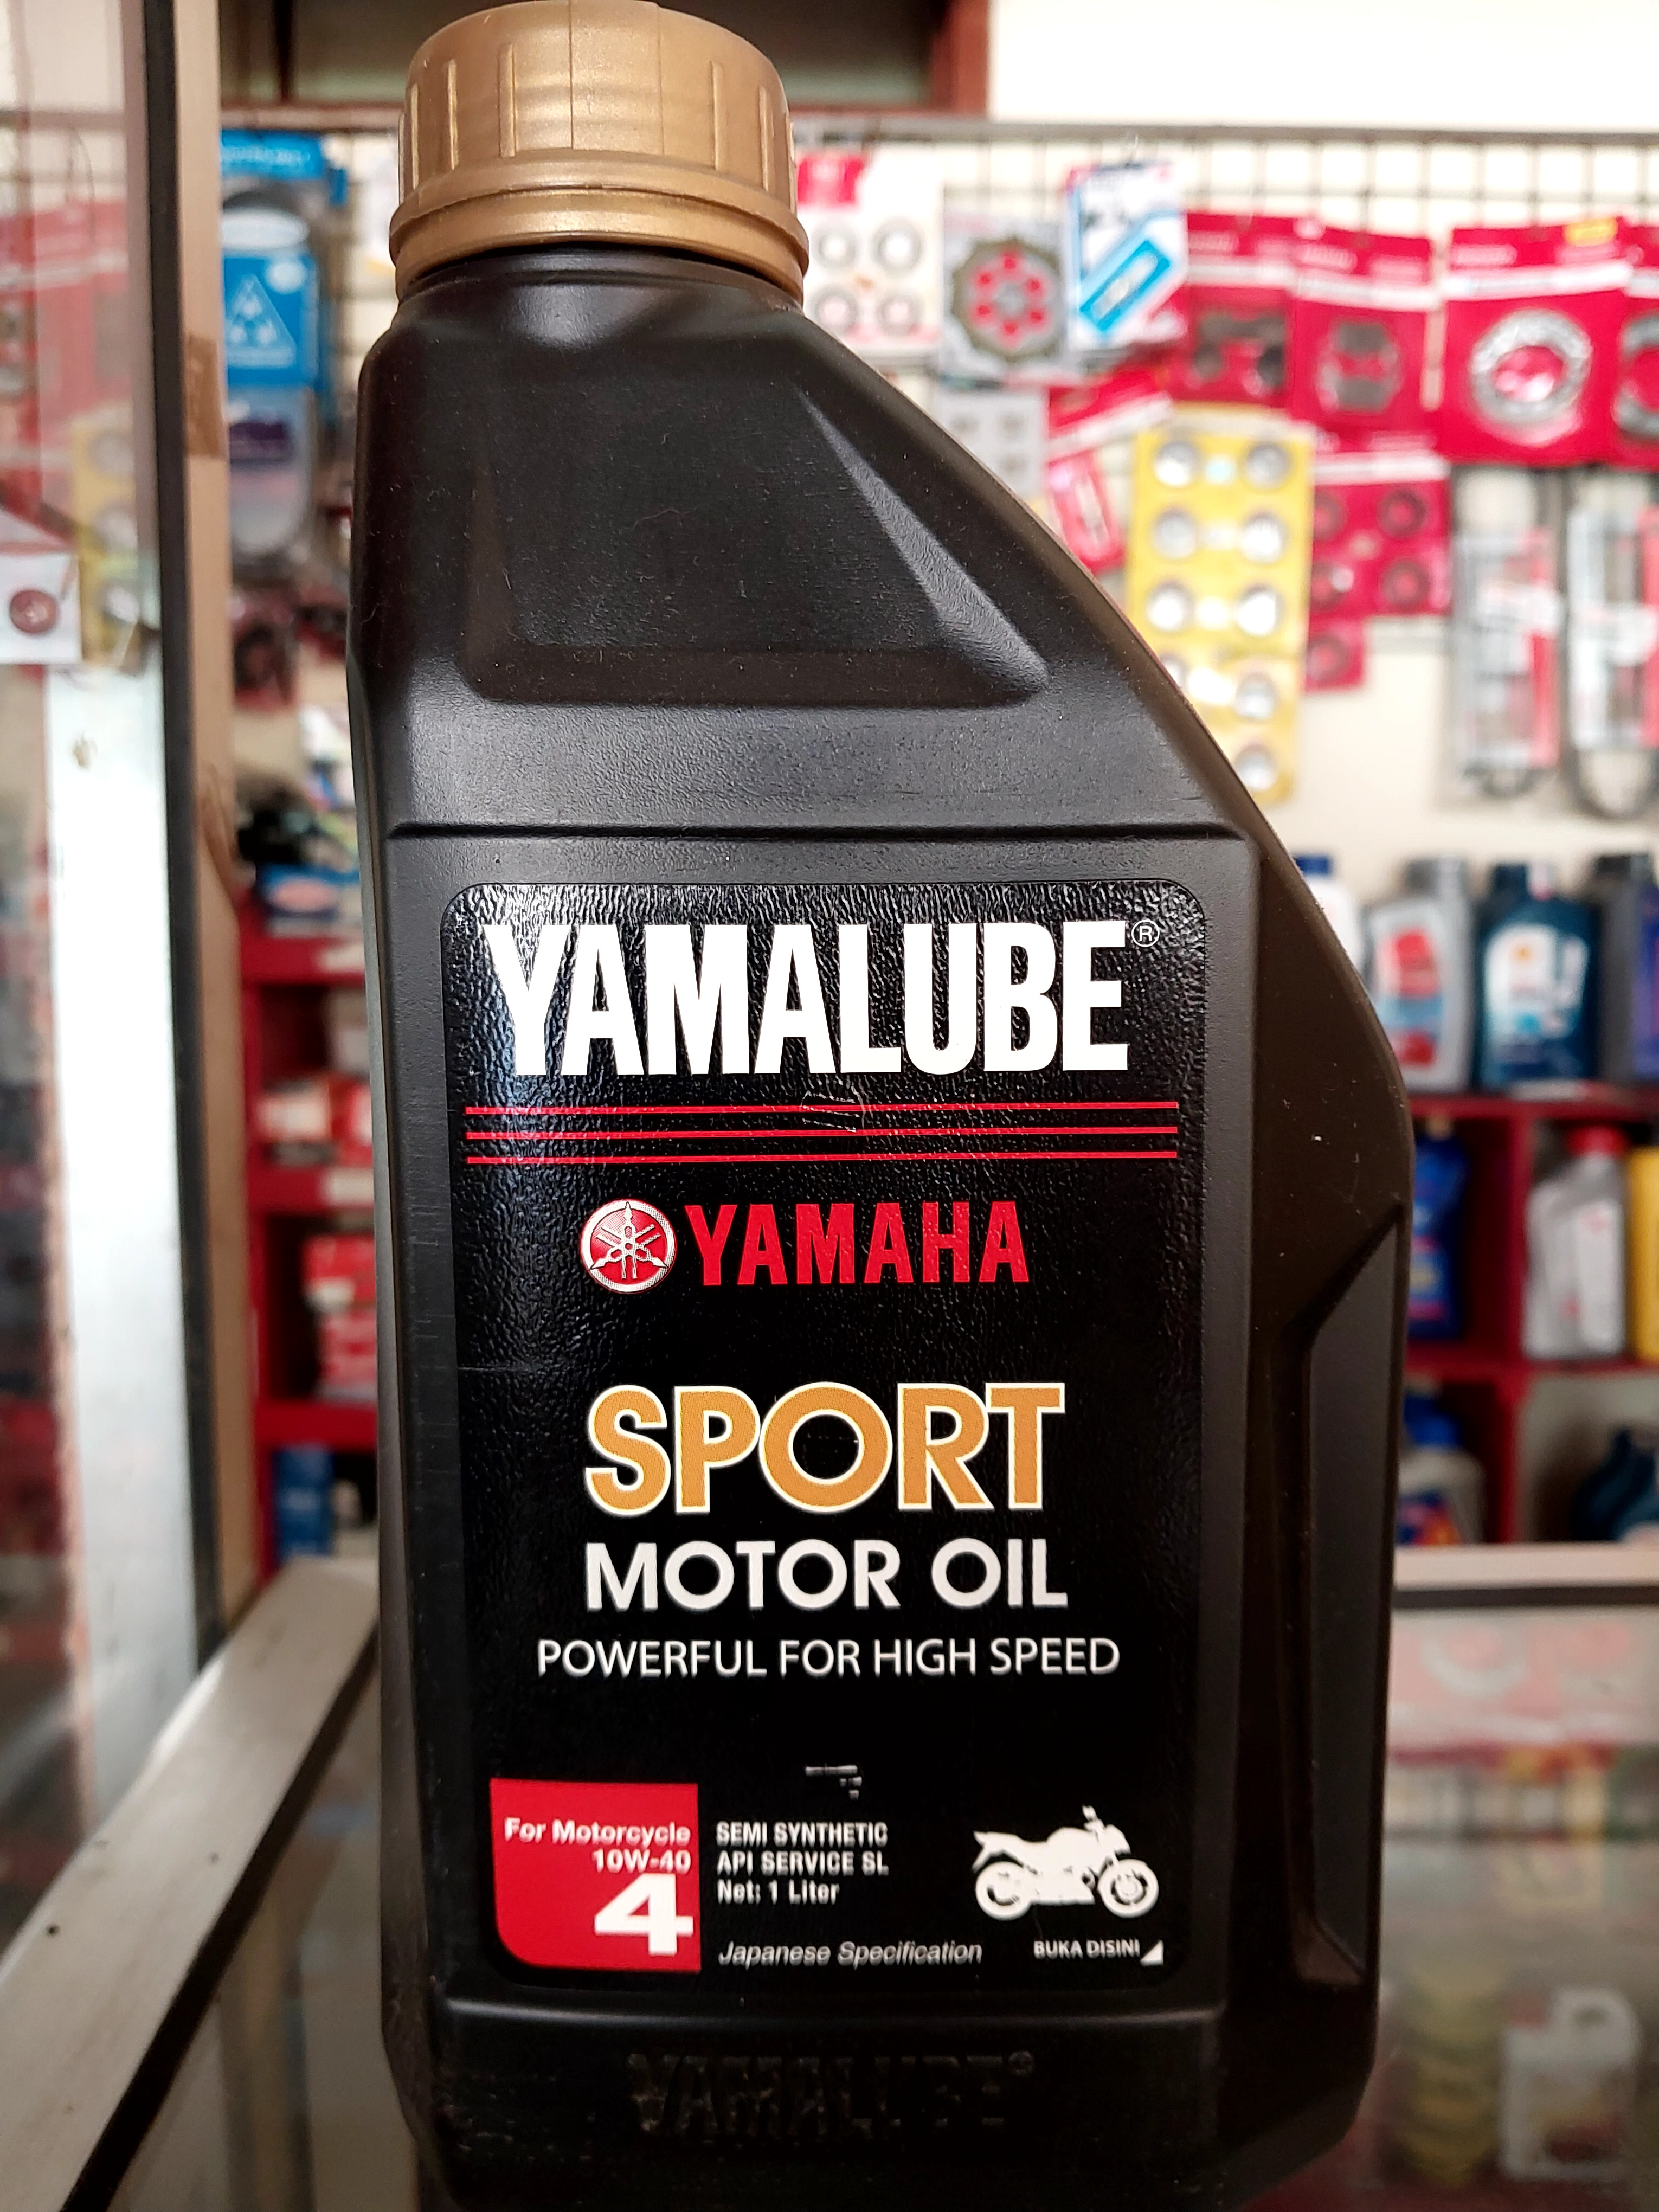 YAMALUBE®
YAMAHA
SPORT
MOTOR OIL
POWERFUL FOR HIGH SPEED
For Motorcycle
10W-40
4
SEMI SYNTHETIC
API SERVICE SL
Net: 1 Liter
Japanese Specification
BUKA DISINI
YAMALUBE®